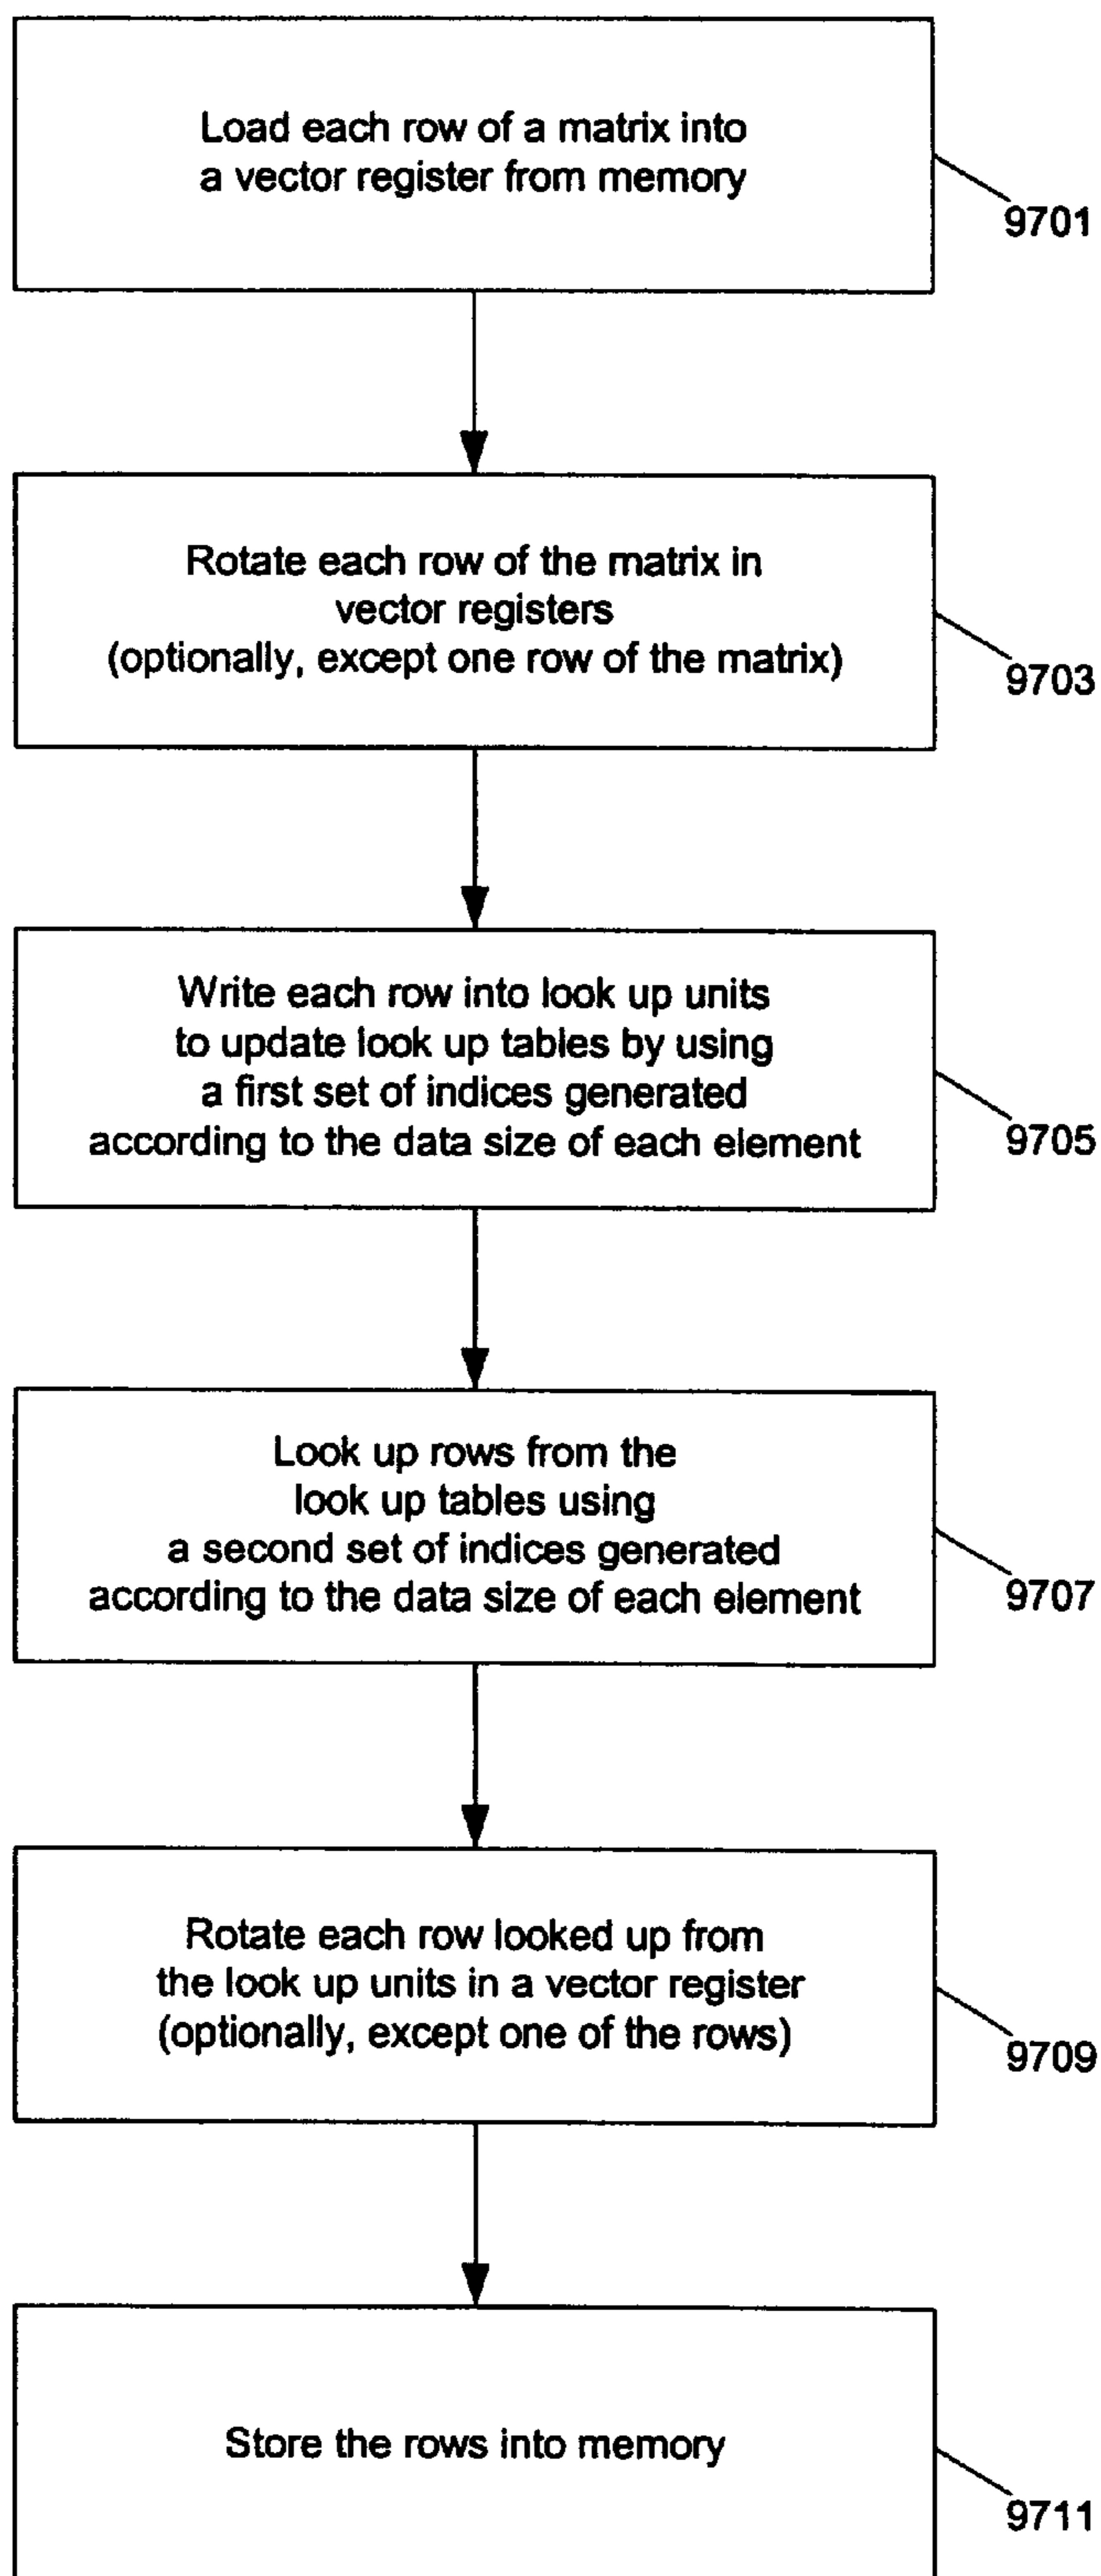 Load each row of a matrix into
a vector register from memory
9701
Rotate each row of the matrix in
vector registers
(optionally, except one row of the matrix)
9703
Write each row into look up units
to update look up tables by using
a first set of indices generated
according to the data size of each element
9705
Look up rows from the
look up tables using
a second set of indices generated
according to the data size of each element
9707
Rotate each row looked up from
the look up units in a vector register
(optionally, except one of the rows)
9709
Store the rows into memory
9711